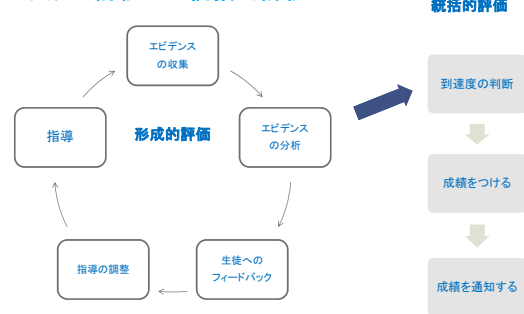 統括的評価
エビデンス
の収集
エビデンス
の分析
生徒への
フィードバック
指導の調整
指導
形成的評価
到達度の判断
成績をつける
成績を通知する